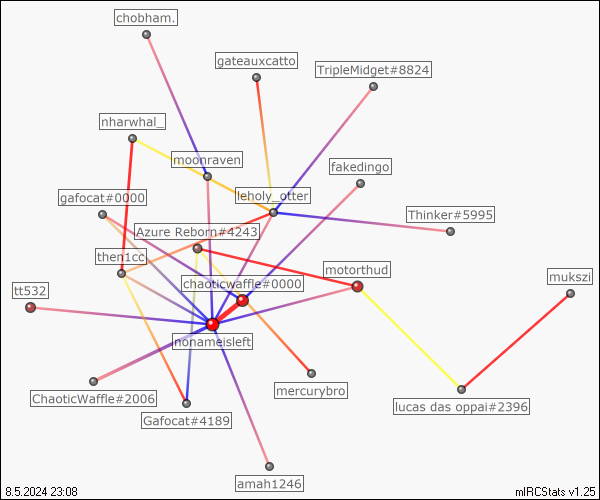 chobham.
gateauxcatto
TripleMidget#8824
nharwhal_
moonraven
fakedingo
gafocat#0000
leholy_otter
Thinker#5995
Azure Reborn#4243
then1cc
motorthud
chaoticwaffle#0000
mukszi
tt532
nonameisleft
mercurybro
ChaoticWaffle#2006
lucas das oppai#2396
Gafocat#4189
amah1246
8.5.2024 23:08
mIRCStats v1.25